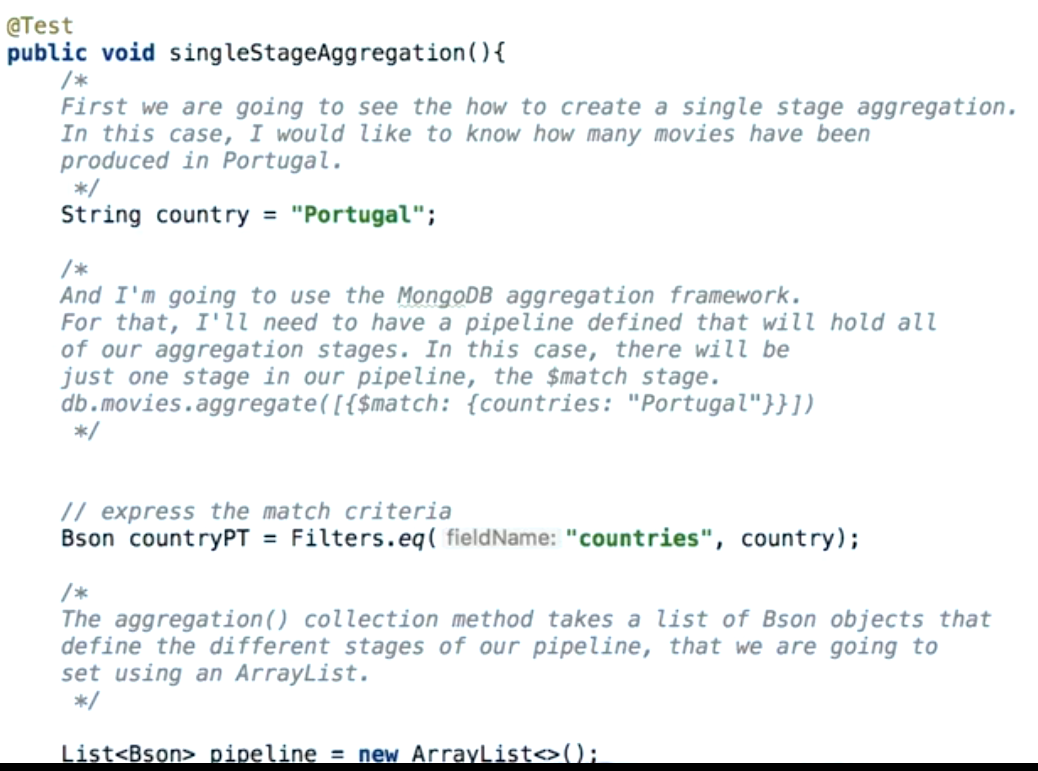 @Test
public void singleStageAggregation(){
/*
First we are going to see the how to create a single stage aggregation.
In this case, I would like to know how many movies have been
produced in Portugal.
*/
String country = "Portugal";
/*
And I'm going to use the MongoDB aggregation framework.
For that, I'll need to have a pipeline defined that will hold all
of our aggregation stages. In this case, there will be
just one stage in our pipeline, the $match stage.
db.movies.aggregate([{$match: {countries: "Portugal"}}])
*/
// express the match criteria
Bson countryPT = Filters.eq( fieldName: "countries", country);
/*
The aggregation() collection method takes a list of Bson objects that
define the different stages of our pipeline, that we are going to
set using an ArrayList.
*/
List<Bson> pipeline = new ArrayList<>();